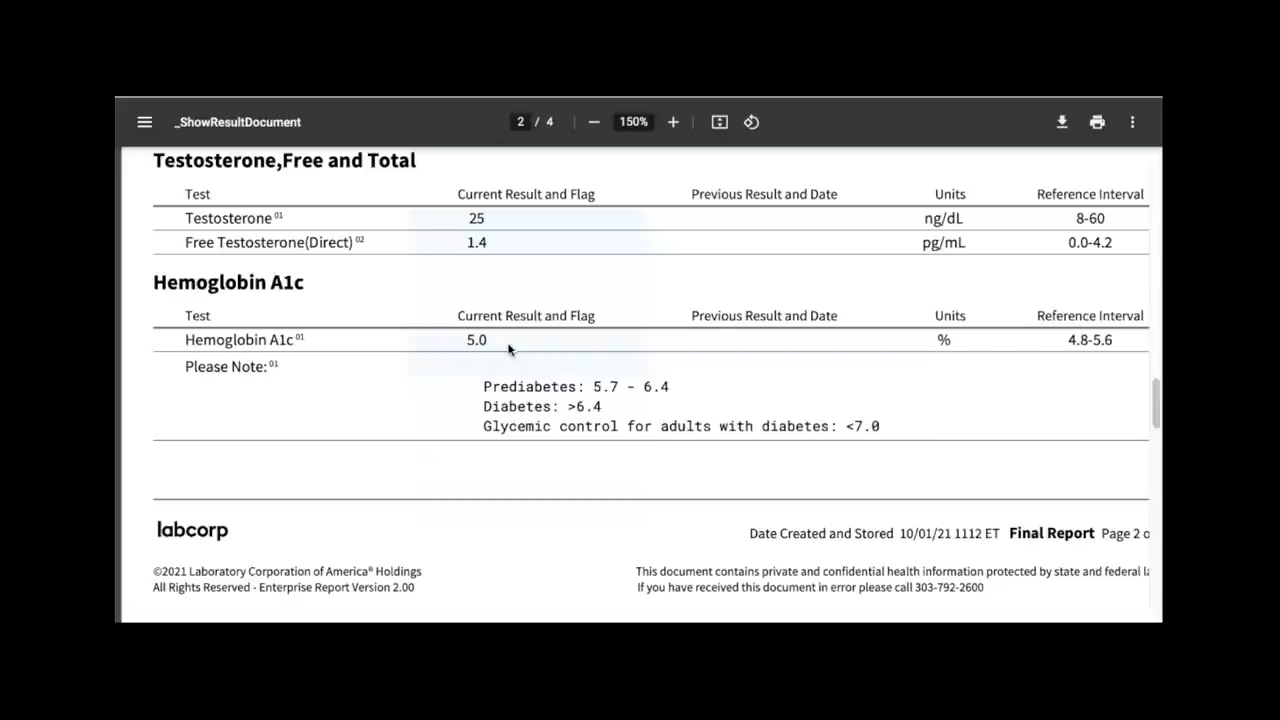 _ShowResultDocument 2 / 4 150%
Testosterone,Free and Total
Test Current Result and Flag Previous Result and Date Units Reference Interval
Testosterone 01 25 ng/dL 8-60
Free Testosterone(Direct) 02 1.4 pg/mL 0.0-4.2
Hemoglobin A1c
Test Current Result and Flag Previous Result and Date Units Reference Interval
Hemoglobin A1c 01 5.0 % 4.8-5.6
Please Note: 01
Prediabetes: 5.7 - 6.4
Diabetes: >6.4
Glycemic control for adults with diabetes: <7.0
labcorp
Date Created and Stored 10/01/21 1112 ET Final Report Page 2 o
©2021 Laboratory Corporation of America® Holdings
All Rights Reserved - Enterprise Report Version 2.00
This document contains private and confidential health information protected by state and federal
If you have received this document in error please call 303-792-2600